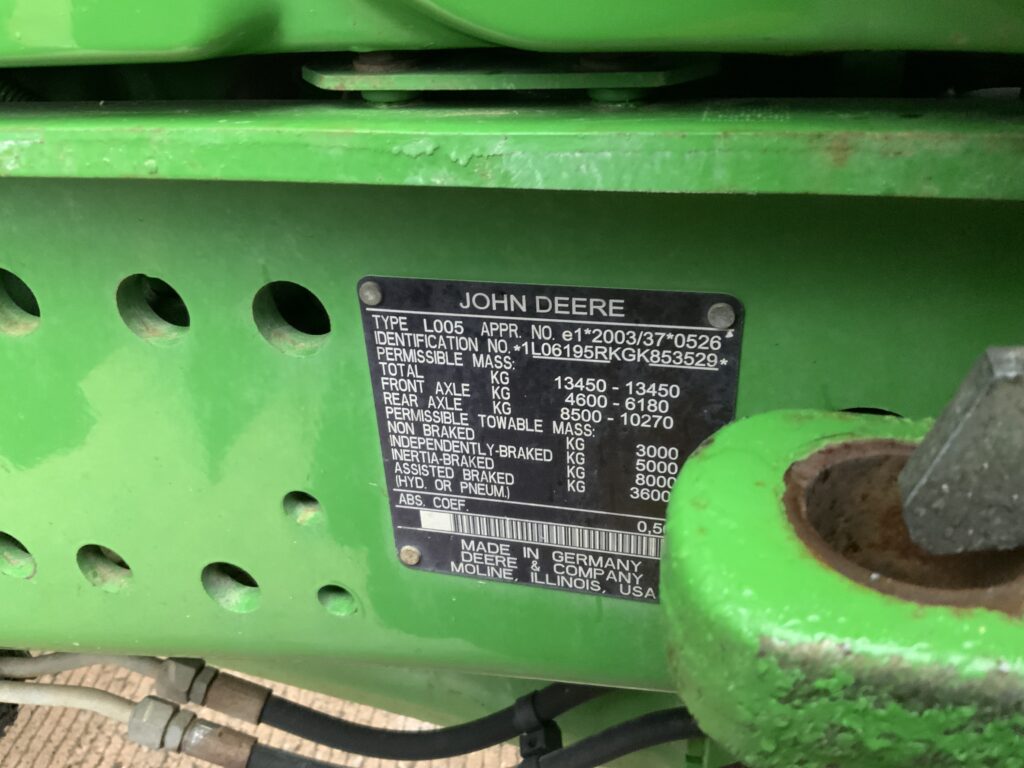 JOHN DEERE
TYPE L005 APPR. NO. e1*2003/37*0526*
IDENTIFICATION NO. *1L06195RKGK853529*
PERMISSIBLE MASS:
TOTAL KG 13450 - 13450
FRONT AXLE KG 4600 - 6180
REAR AXLE KG 8500 - 10270
PERMISSIBLE TOWABLE MASS:
NON BRAKED KG 3000
INDEPENDENTLY-BRAKED KG 5000
INERTIA-BRAKED KG 8000
ASSISTED BRAKED KG
(HYD. OR PNEUM.)
ABS. COEF.
MADE IN GERMANY
DEERE & COMPANY
MOLINE, ILLINOIS, USA